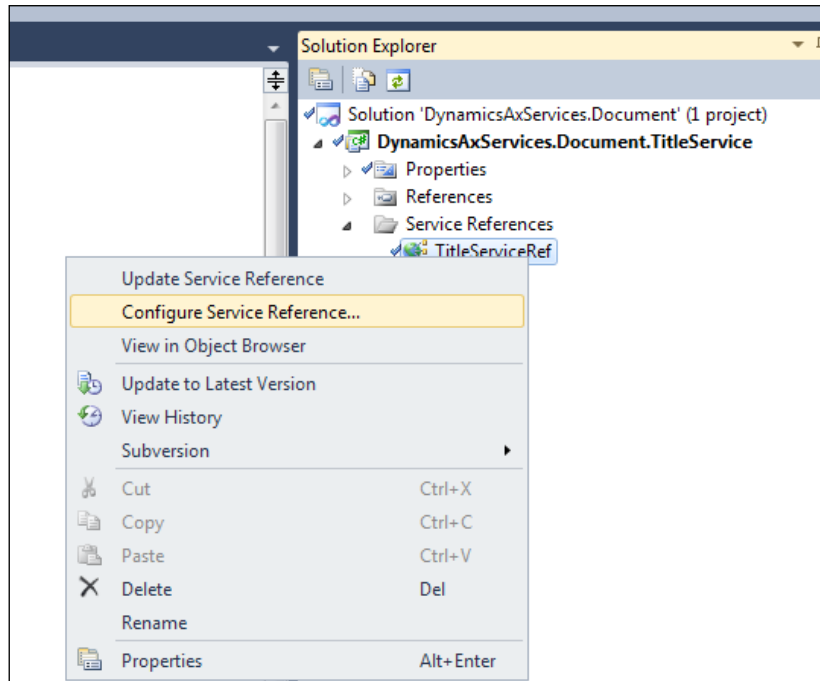 Solution Explorer
Solution 'DynamicsAxServices.Document' (1 project)
DynamicsAxServices.Document.TitleService
Properties
References
Service References
TitleServiceRef
Update Service Reference
Configure Service Reference...
View in Object Browser
Update to Latest Version
View History
Subversion
Cut Ctrl+X
Copy Ctrl+C
Paste Ctrl+V
Delete Del
Rename
Properties Alt+Enter